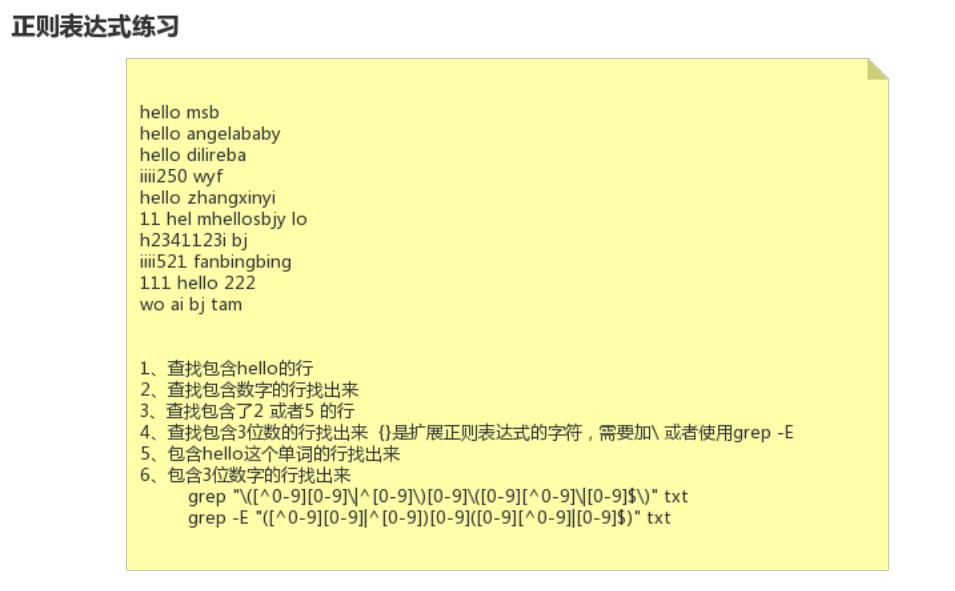 正则表达式练习
hello msb
hello angelababy
hello dilireba
iiii250 wyf
hello zhangxinyi
11 hel mhellosbjy lo
h2341123i bj
iiii521 fanbingbing
111 hello 222
wo ai bj tam
1、查找包含hello的行
2、查找包含数字的行找出来
3、查找包含了2 或者5 的行
4、查找包含3位数的行找出来  {}是扩展正则表达式的字符，需要加\ 或者使用grep -E
5、包含hello这个单词的行找出来
6、包含3位数字的行找出来
grep "\([^0-9][0-9]\|^[0-9]\)[0-9]\([0-9][^0-9]\|[0-9]$\)" txt
grep -E "([^0-9][0-9]|^[0-9])[0-9]([0-9][^0-9]|[0-9]$)" txt